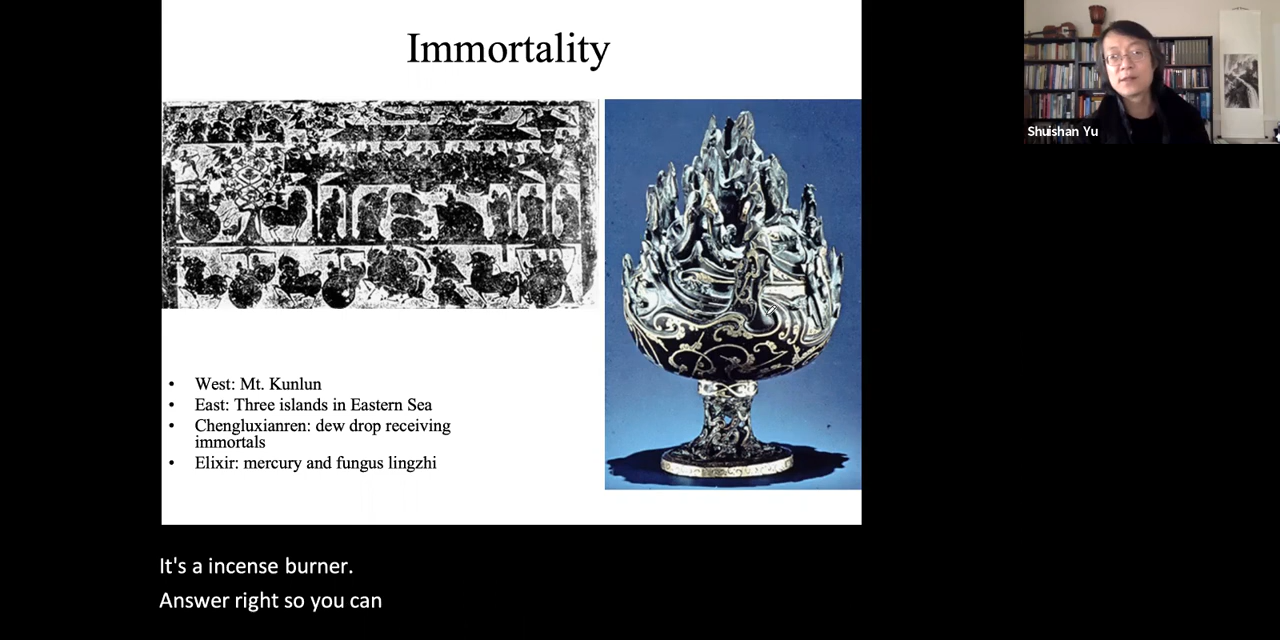 Immortality
Shuishan Yu
• West: Mt. Kunlun
• East: Three islands in Eastern Sea
• Chengluxianren: dew drop receiving
immortals
• Elixir: mercury and fungus lingzhi
It's a incense burner.
Answer right so you can